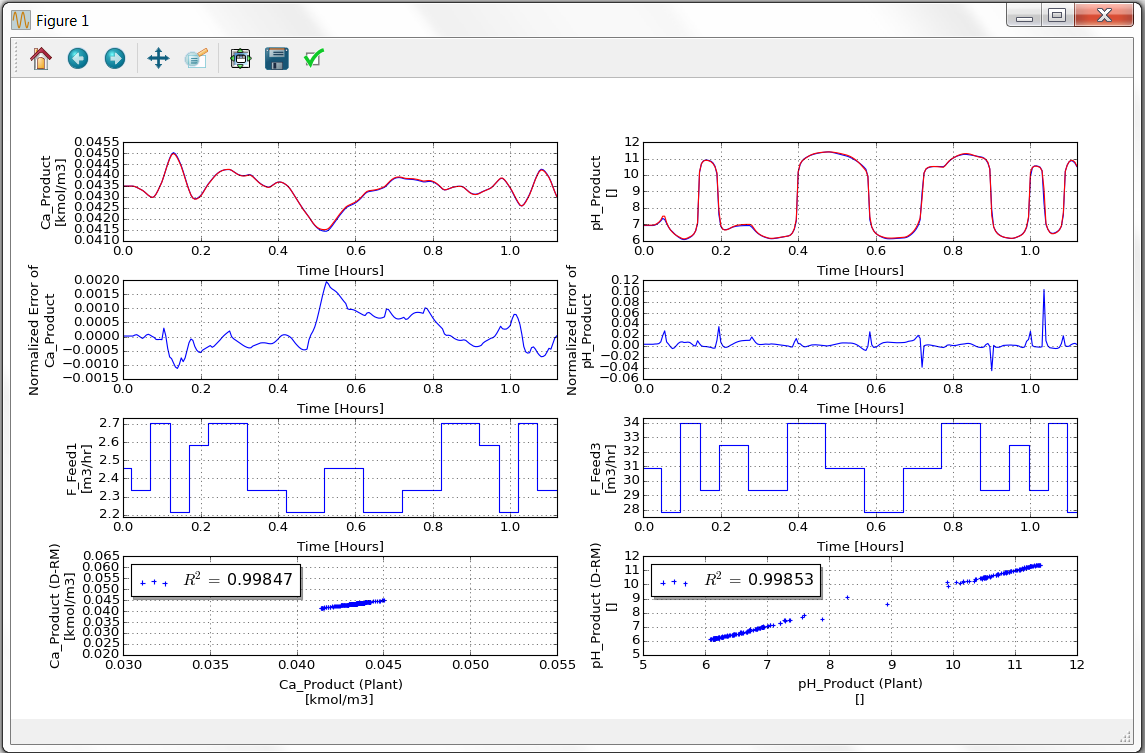 Figure 1
Ca_Product
[kmol/m3]
0.0455
0.0450
0.0445
0.0440
0.0435
0.0430
0.0425
0.0420
0.0415
0.0410
0.0 0.2 0.4 0.6 0.8 1.0
Time [Hours]
pH_Product
[]
12
11
10
9
8
7
6
0.0 0.2 0.4 0.6 0.8 1.0
Time [Hours]
Normalized Error of
Ca_Product
0.0020
0.0015
0.0010
0.0005
0.0000
−0.0005
−0.0010
−0.0015
0.0 0.2 0.4 0.6 0.8 1.0
Time [Hours]
Normalized Error of
pH_Product
0.12
0.10
0.08
0.06
0.04
0.02
0.00
−0.02
−0.04
−0.06
0.0 0.2 0.4 0.6 0.8 1.0
Time [Hours]
F_Feed1
[m3/hr]
2.7
2.6
2.5
2.4
2.3
2.2
0.0 0.2 0.4 0.6 0.8 1.0
Time [Hours]
F_Feed3
[m3/hr]
34
33
32
31
30
29
28
0.0 0.2 0.4 0.6 0.8 1.0
Time [Hours]
Ca_Product (D-RM)
[kmol/m3]
0.065
0.060
0.055
0.050
0.045
0.040
0.035
0.030
0.025
0.020
R² = 0.99847
0.030 0.035 0.040 0.045 0.050 0.055
Ca_Product (Plant)
[kmol/m3]
pH_Product (D-RM)
[]
12
11
10
9
8
7
6
5
R² = 0.99853
5 6 7 8 9 10 11 12
pH_Product (Plant)
[]